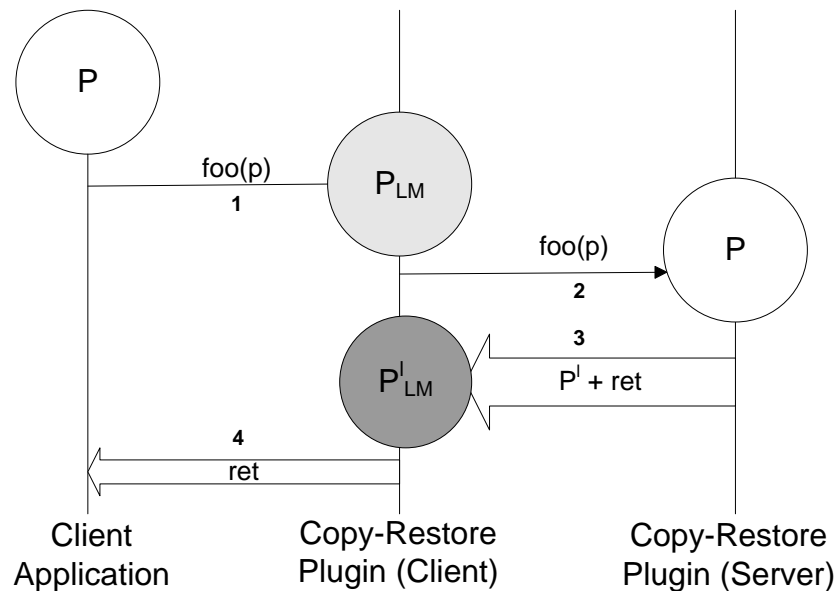 P
foo(p)
1
P_LM
foo(p)
2
P
3
P^I + ret
P^I_LM
4
ret
Client
Application
Copy-Restore
Plugin (Client)
Copy-Restore
Plugin (Server)